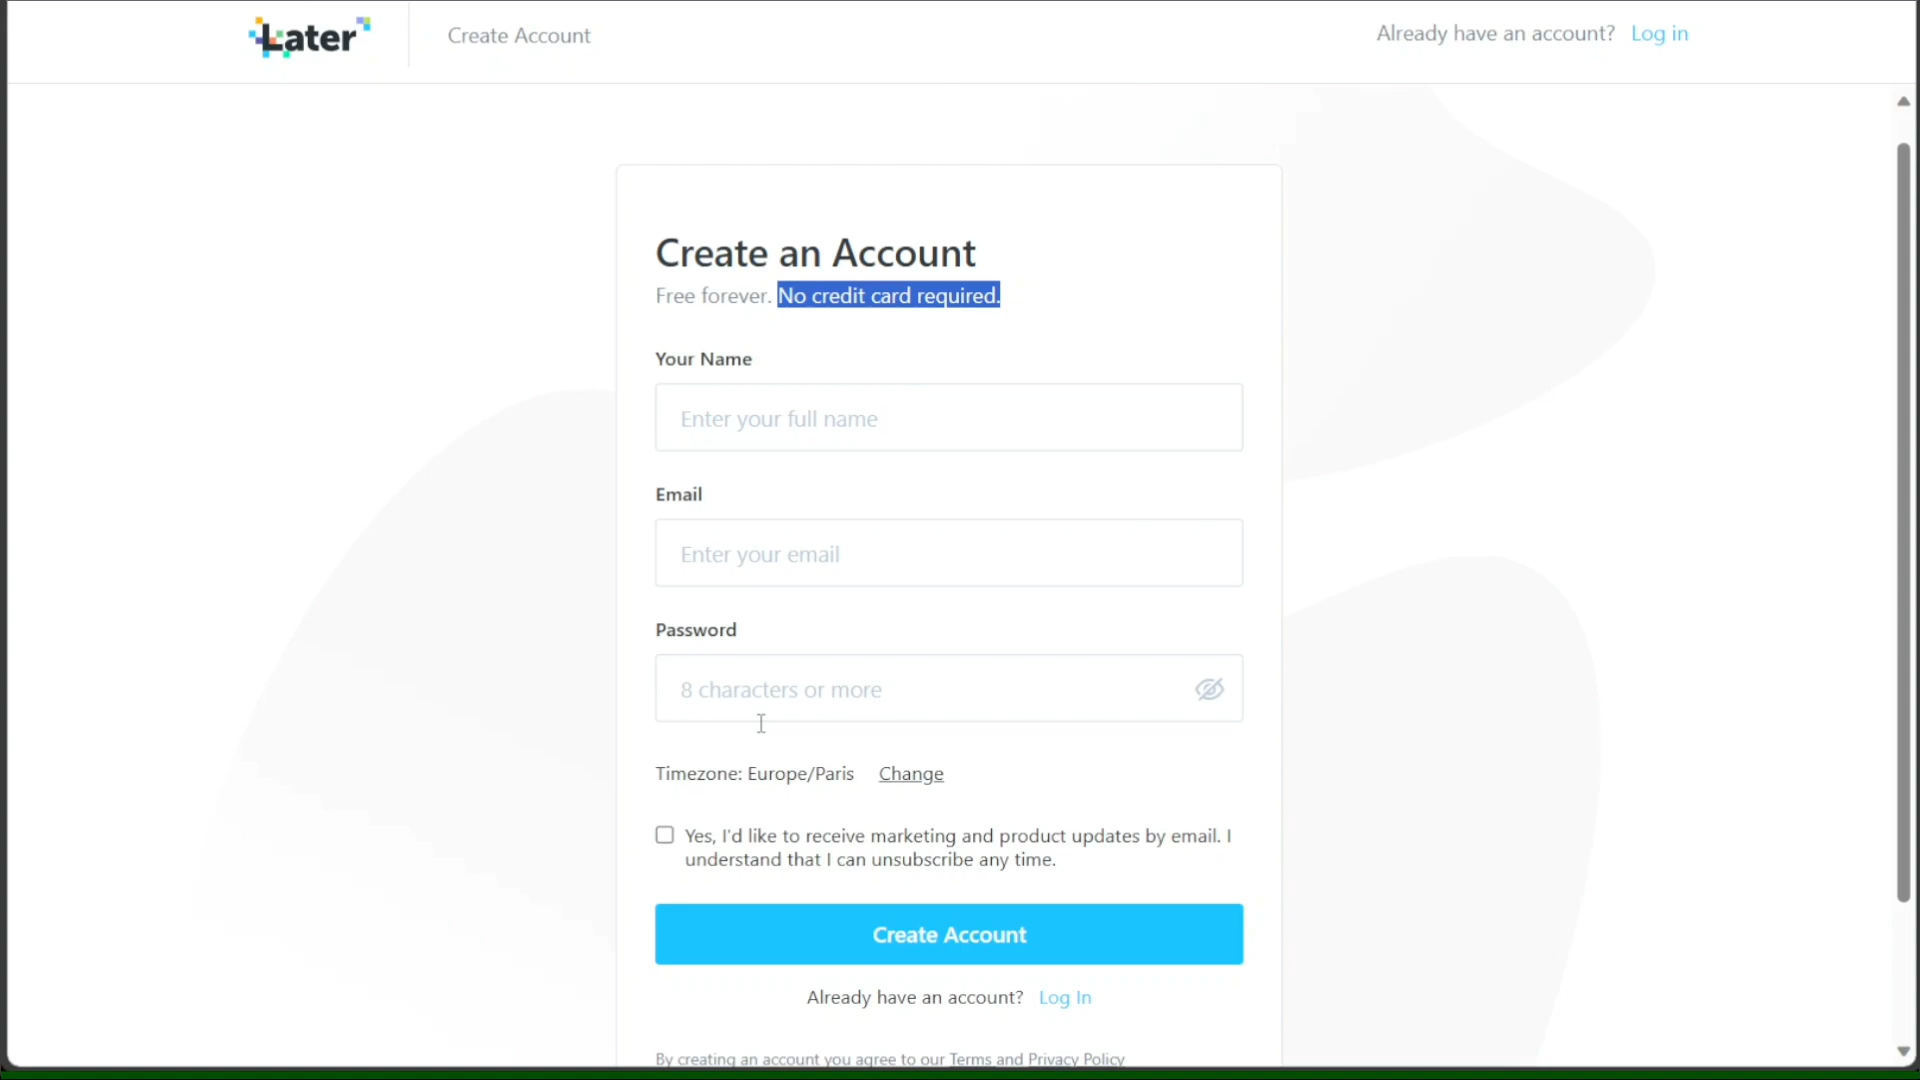 Later
Create Account
Already have an account? Log in
Create an Account
Free forever. No credit card required.
Your Name
Enter your full name
Email
Enter your email
Password
8 characters or more
Timezone: Europe/Paris Change
Yes, I'd like to receive marketing and product updates by email. I
understand that I can unsubscribe any time.
Create Account
Already have an account? Log In
By creating an account you agree to our Terms and Privacy Policy